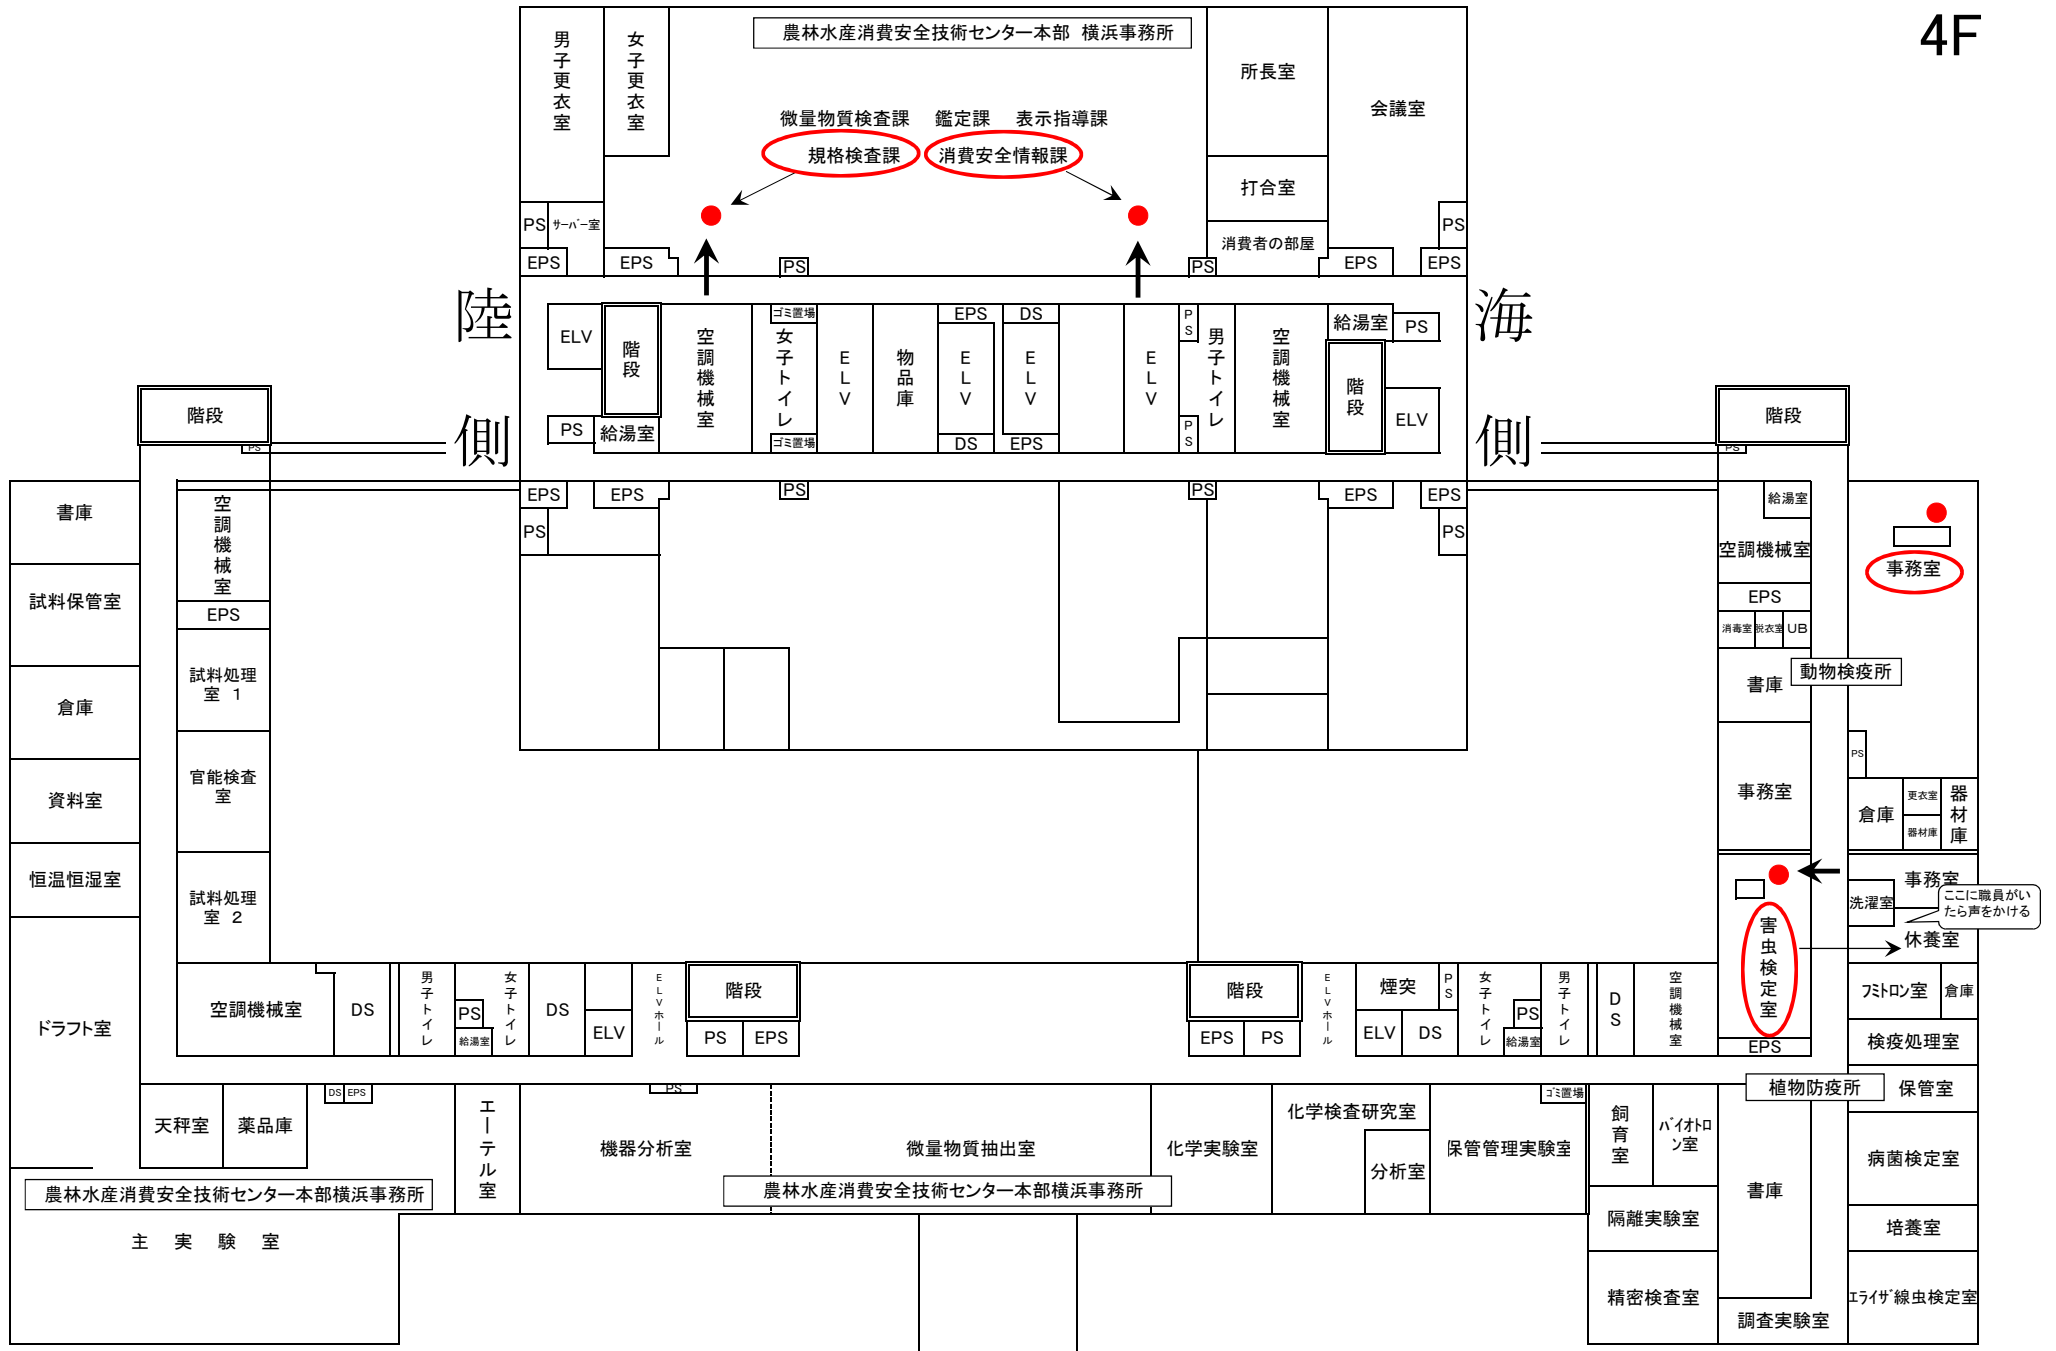 4F
農林水産消費安全技術センター本部 横浜事務所
男子更衣室
女子更衣室
所長室
会議室
微量物質検査課 鑑定課 表示指導課
規格検査課 消費安全情報課
打合室
PS
サーバー室
消費者の部屋
PS
EPS
EPS
PS
PS
EPS
EPS
陸側
海側
ELV
階段
空調機械室
ゴミ置場
女子トイレ
ゴミ置場
ELV
物品庫
EPS
ELV
DS
DS
ELV
EPS
ELV
PS
PS
男子トイレ
空調機械室
給湯室
PS
階段
ELV
PS
給湯室
階段
PS
階段
PS
EPS
EPS
PS
PS
EPS
EPS
PS
PS
書庫
試料保管室
倉庫
資料室
恒温恒湿室
ドラフト室
空調機械室
EPS
試料処理
室 1
官能検査
室
試料処理
室 2
給湯室
空調機械室
EPS
消毒室
脱衣室
UB
書庫
事務室
事務室
動物検疫所
PS
倉庫
更衣室
器材庫
器材庫
事務室
洗濯室
ここに職員がい
たら声をかける
休養室
害虫検定室
EPS
フミトロン室
倉庫
検疫処理室
空調機械室
DS
男子トイレ
PS
給湯室
女子トイレ
DS
ELV
ELVホール
階段
PS
EPS
階段
EPS
PS
ELVホール
煙突
PS
ELV
DS
女子トイレ
PS
給湯室
男子トイレ
DS
空調機械室
植物防疫所
保管室
天秤室
薬品庫
DS
EPS
エーテル室
PS
機器分析室
微量物質抽出室
化学実験室
化学検査研究室
分析室
保管管理実験室
ゴミ置場
飼育室
バイオトロ
ン室
書庫
病菌検定室
農林水産消費安全技術センター本部横浜事務所
農林水産消費安全技術センター本部横浜事務所
主実験室
隔離実験室
培養室
精密検査室
調査実験室
エライザ線虫検定室